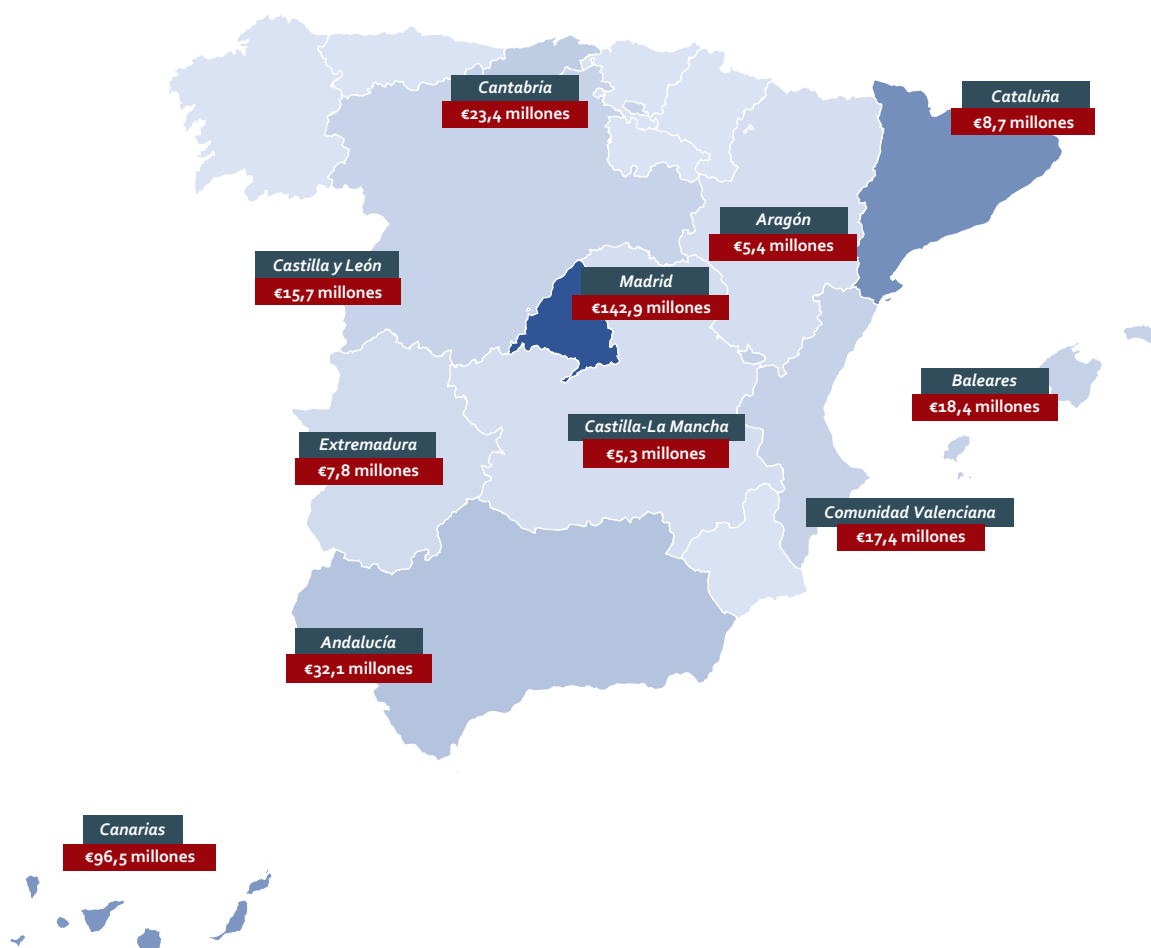 Cantabria
€23,4 millones
Cataluña
€8,7 millones
Aragón
€5,4 millones
Castilla y León
€15,7 millones
Madrid
€142,9 millones
Baleares
€18,4 millones
Castilla-La Mancha
€5,3 millones
Extremadura
€7,8 millones
Comunidad Valenciana
€17,4 millones
Andalucía
€32,1 millones
Canarias
€96,5 millones